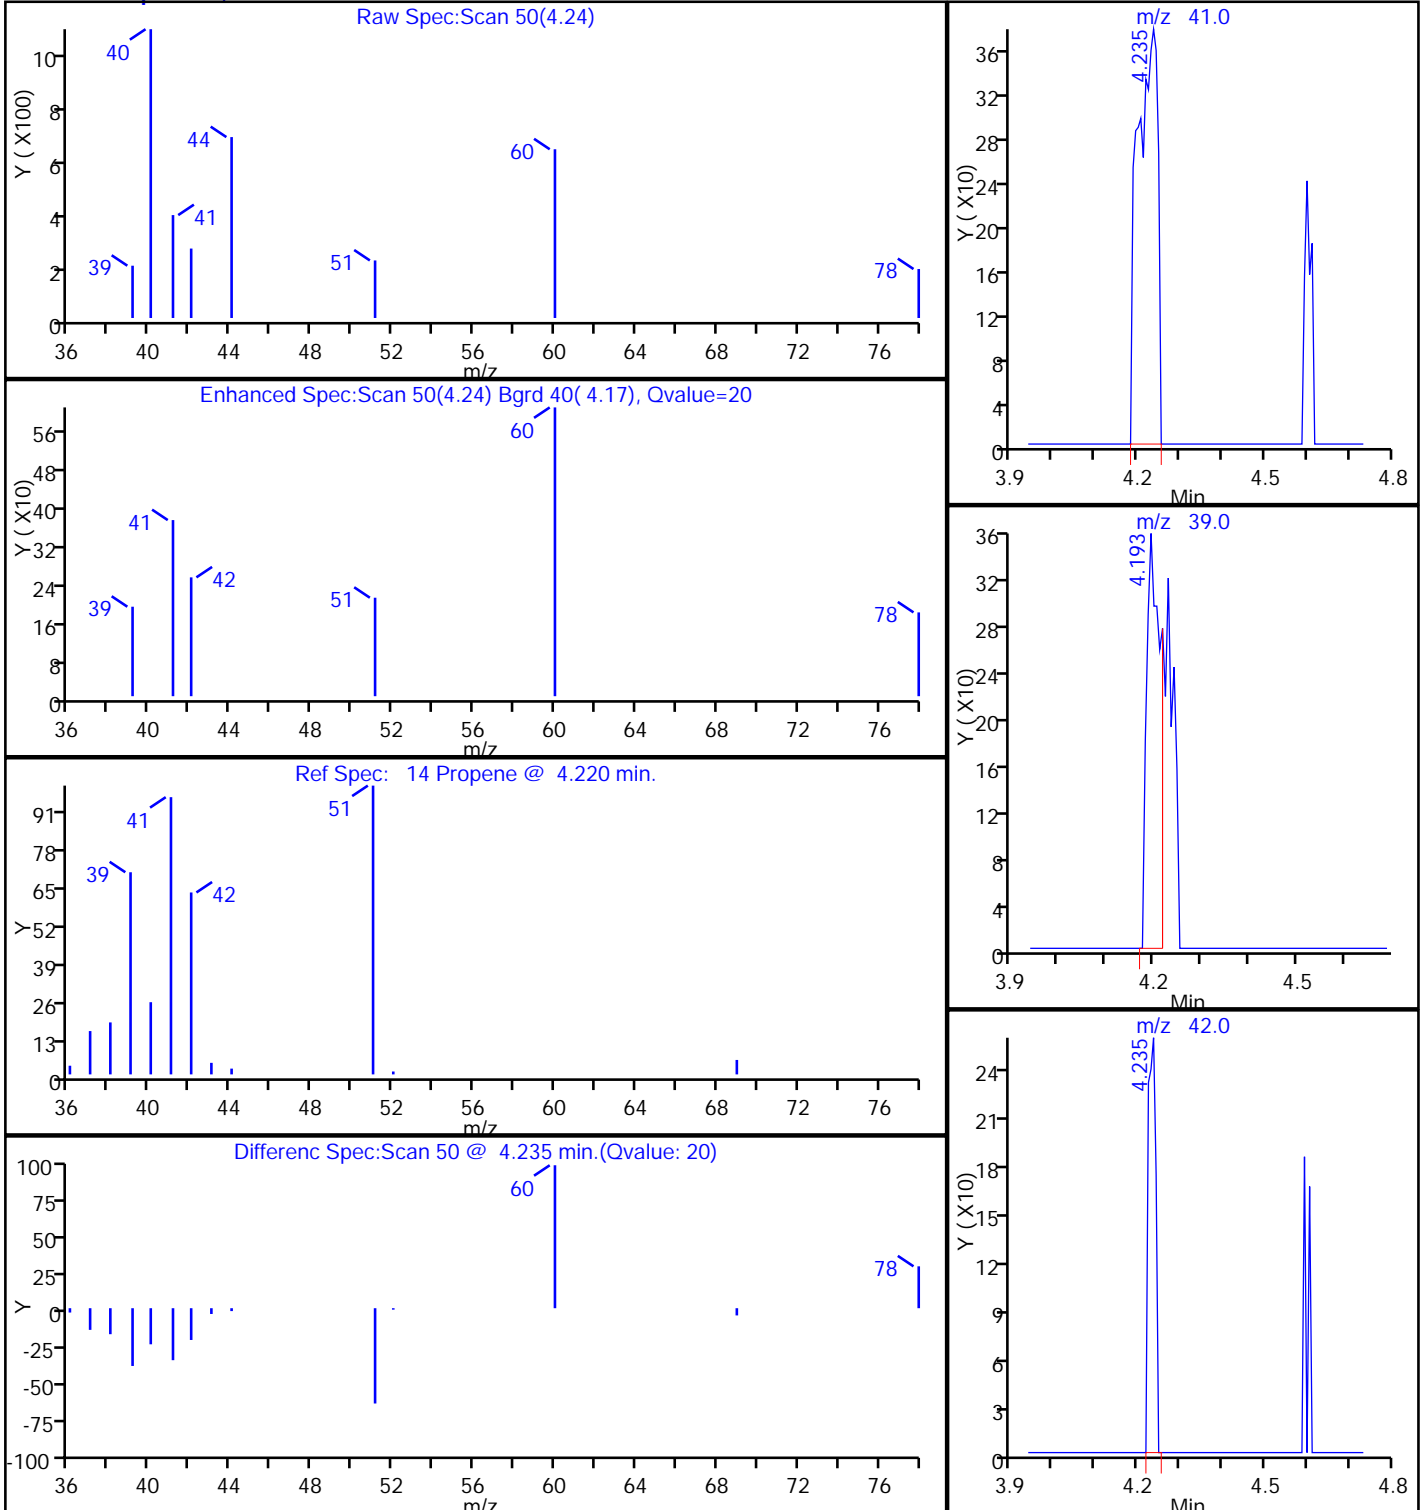 Raw Spec:Scan 50(4.24)
Y ( X100)
10
8
6
4
2
0
40
44
60
41
39
51
78
36 40 44 48 52 56 60 64 68 72 76
m/z
Enhanced Spec:Scan 50(4.24) Bgrd 40( 4.17), Qvalue=20
Y ( X10)
56
48
40
32
24
16
8
0
60
41
42
39
51
78
36 40 44 48 52 56 60 64 68 72 76
m/z
Ref Spec: 14 Propene @ 4.220 min.
Y
91
78
65
52
39
26
13
0
51
41
39
42
36 40 44 48 52 56 60 64 68 72 76
m/z
Differenc Spec:Scan 50 @ 4.235 min.(Qvalue: 20)
Y
100
75
50
25
0
-25
-50
-75
-100
60
78
36 40 44 48 52 56 60 64 68 72 76
m/z
m/z 41.0
Y ( X10)
36
32
28
24
20
16
12
8
4
0
4.235
3.9 4.2 4.5 4.8
Min
m/z 39.0
Y ( X10)
36
32
28
24
20
16
12
8
4
0
4.193
3.9 4.2 4.5
Min
m/z 42.0
Y ( X10)
24
21
18
15
12
9
6
3
0
4.235
3.9 4.2 4.5 4.8
Min